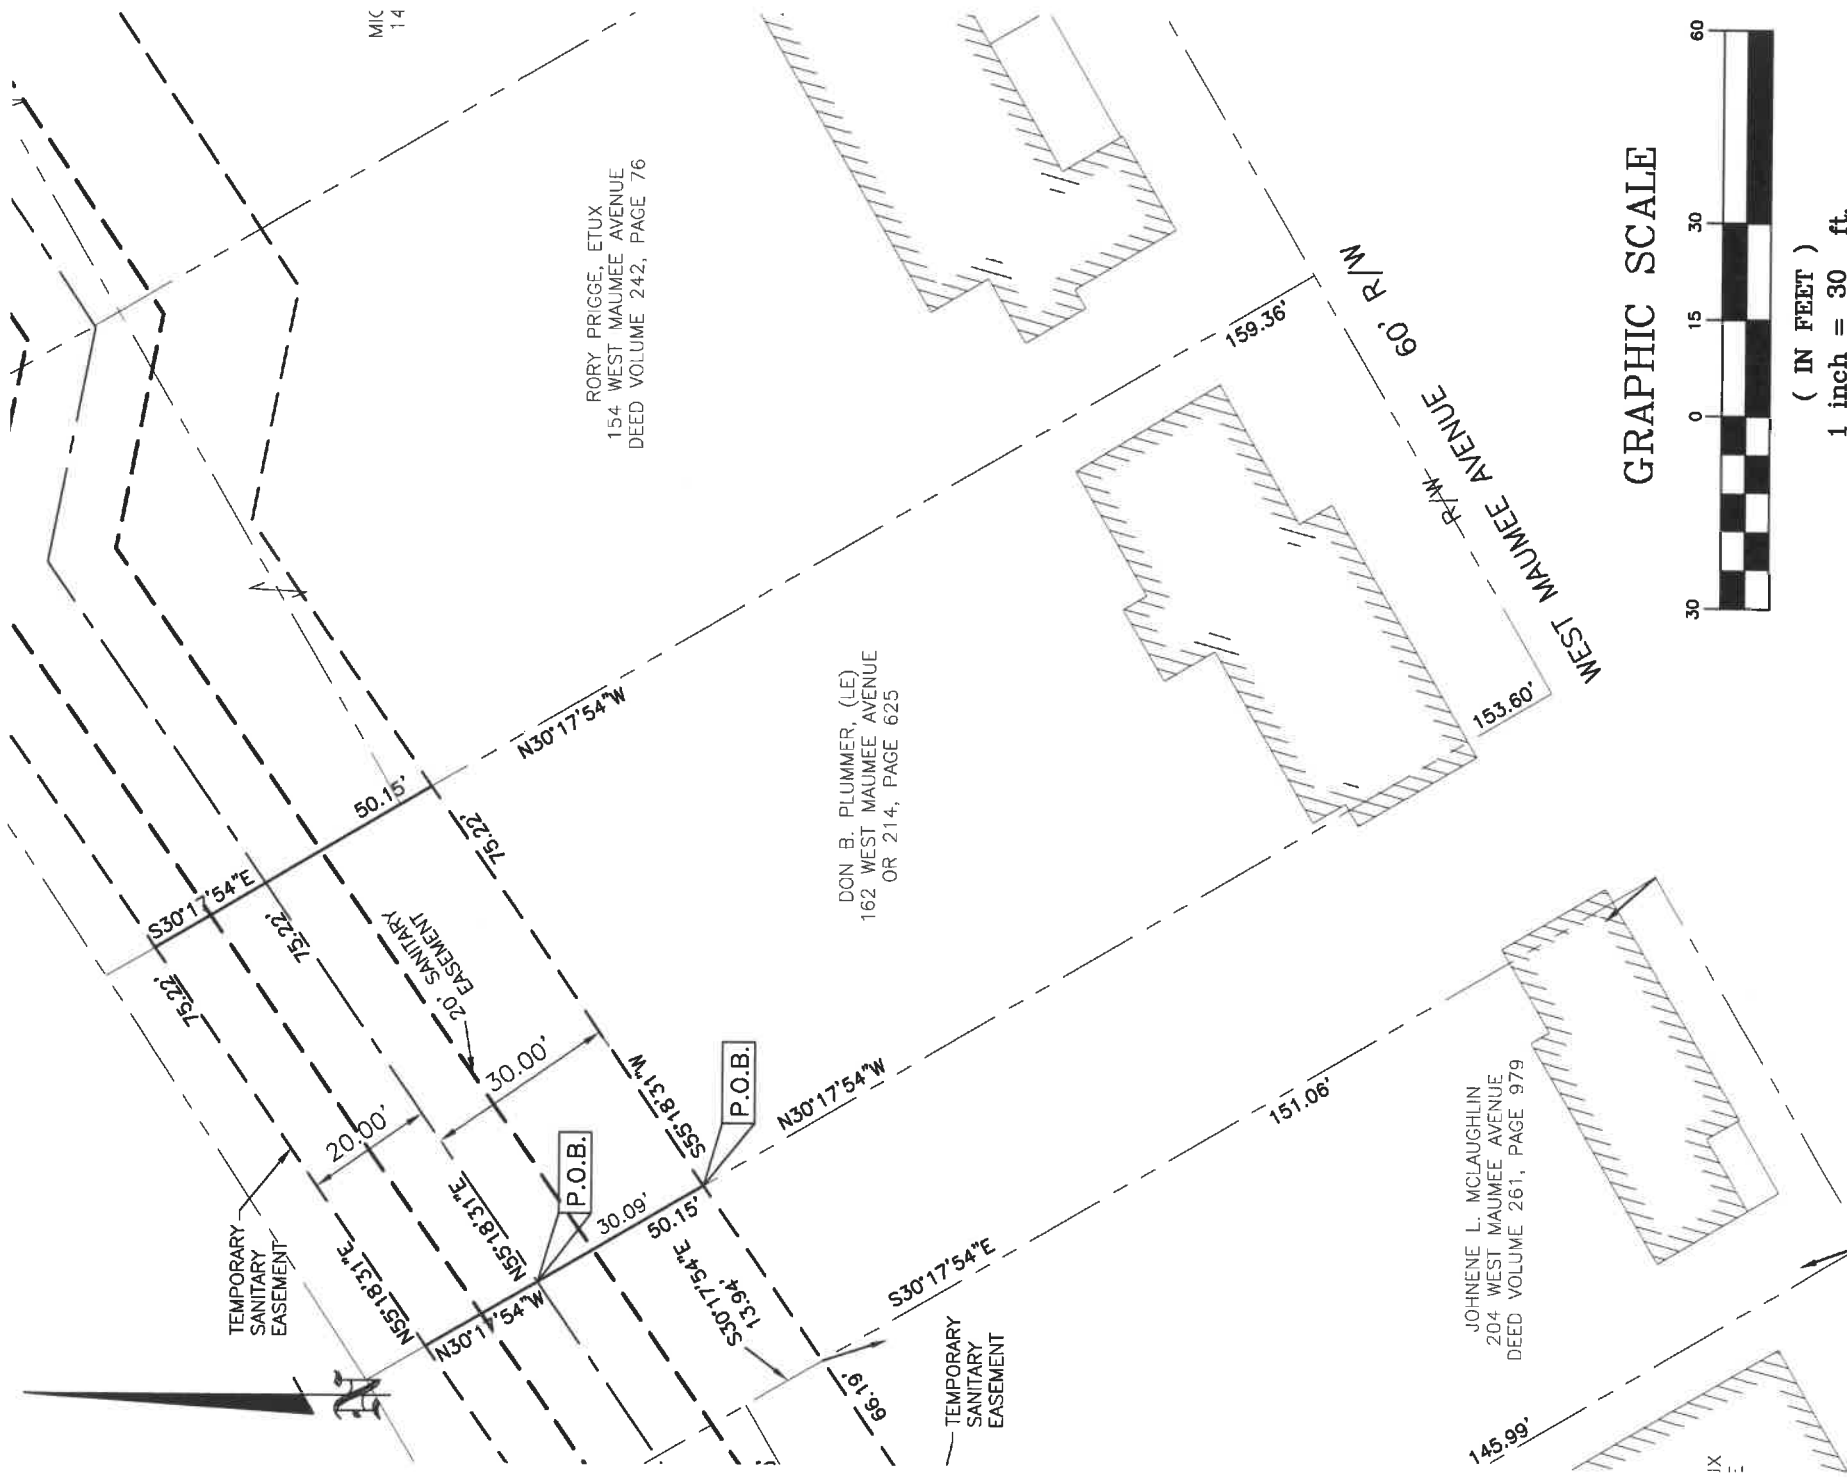 MIC
14
RORY PRIGGE, ETUX
154 WEST MAUMEE AVENUE
DEED VOLUME 242, PAGE 76
159.36'
WEST MAUMEE AVENUE 60' R/W
R/W
153.60'
N30°17'54"W
50.15'
S30°17'54"E
75.22'
75.22'
75.22'
20' SANITARY
EASEMENT
DON B. PLUMMER, (LE)
162 WEST MAUMEE AVENUE
OR 214, PAGE 625
30.00'
20.00'
S55°18'31"W
P.O.B.
P.O.B.
N30°17'54"W
TEMPORARY
SANITARY
EASEMENT
N55°18'31"E
N55°18'31"E
N30°17'54"W
30.09'
50.15'
S30°17'54"E
13.94'
S30°17'54"E
151.06'
66.19'
TEMPORARY
SANITARY
EASEMENT
JOHNENE L. MCLAUGHLIN
204 WEST MAUMEE AVENUE
DEED VOLUME 261, PAGE 979
145.99'
UX
E
N
GRAPHIC SCALE
30 0 15 30 60
( IN FEET )
1 inch = 30 ft.